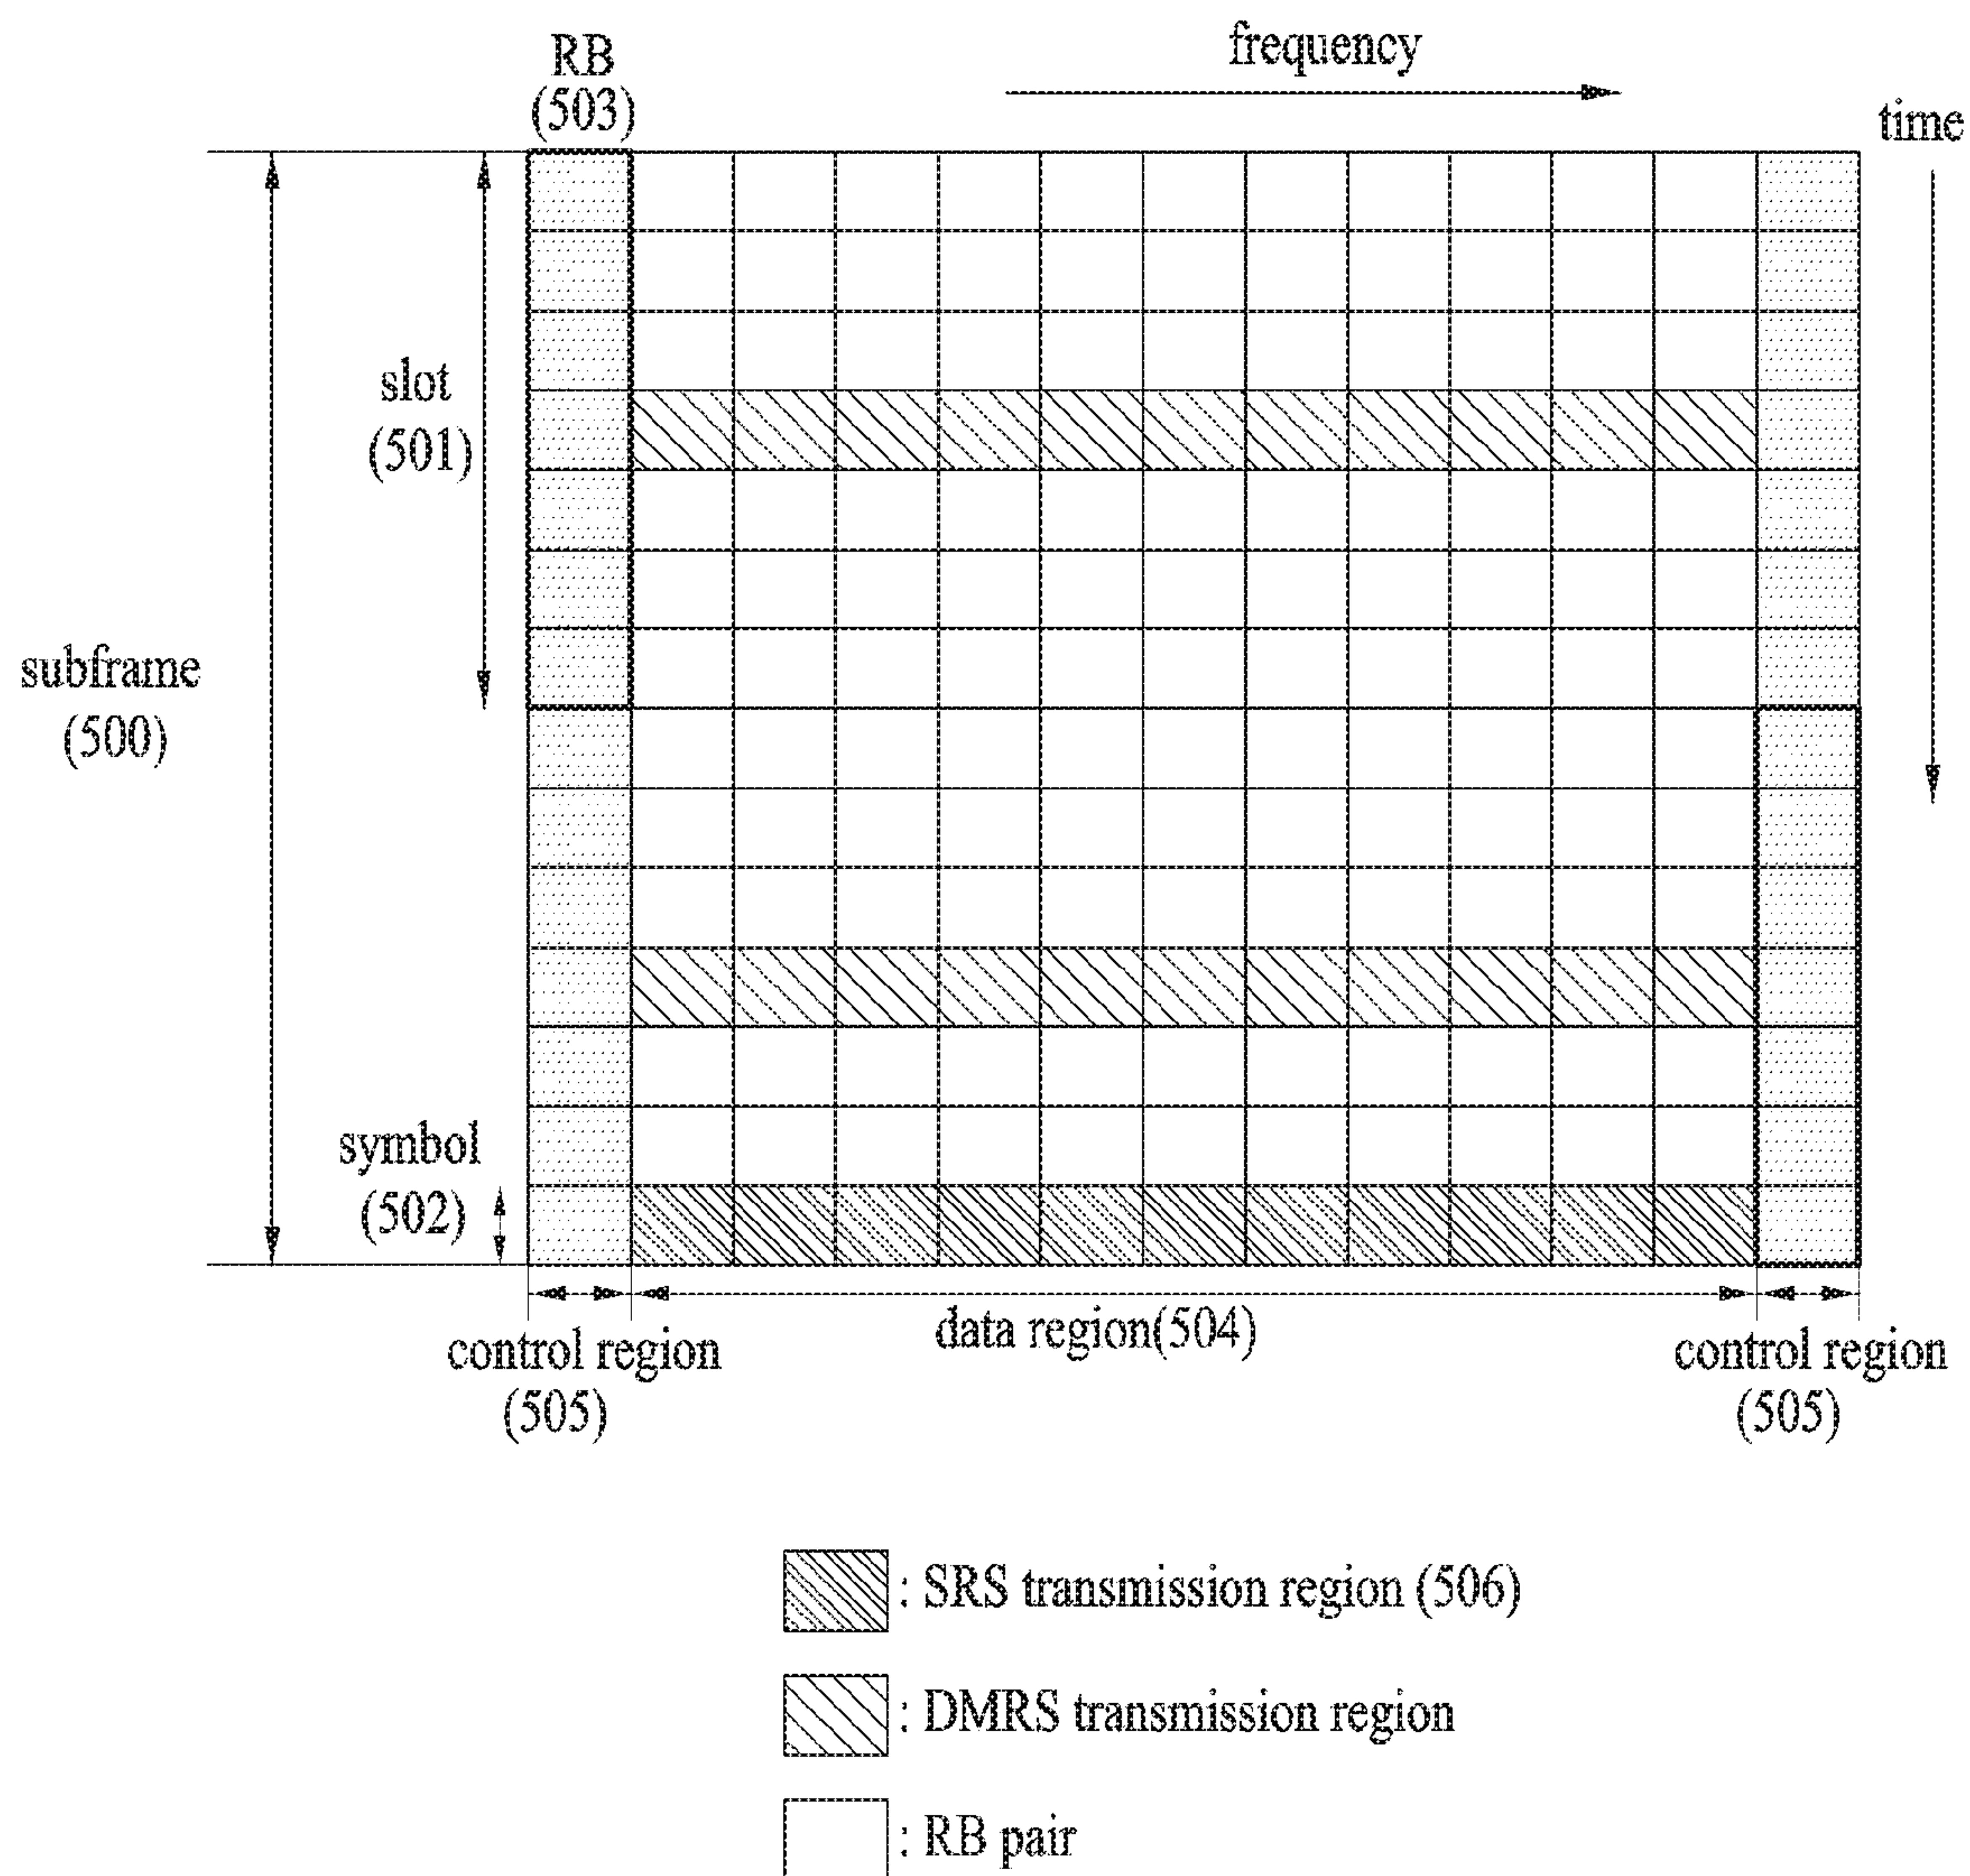 RB
(503)
frequency
time
slot
(501)
subframe
(500)
symbol
(502)
control region
(505)
data region(504)
control region
(505)
: SRS transmission region (506)
: DMRS transmission region
: RB pair